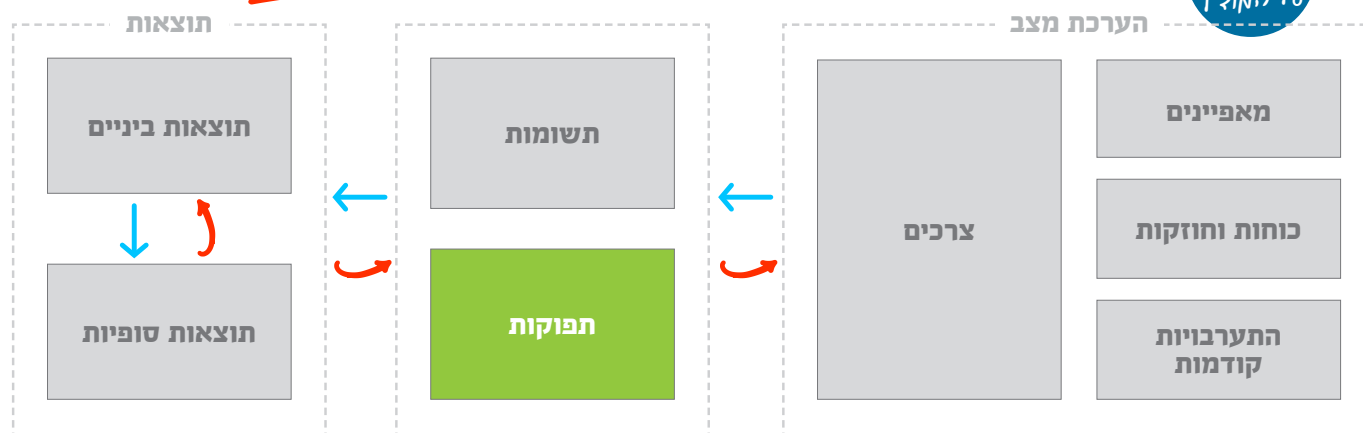 הערכת מצב
תוצאות
מאפיינים
כוחות וחוזקות
התערבויות
קודמות
צרכים
תשומות
תפוקות
תוצאות ביניים
תוצאות סופיות